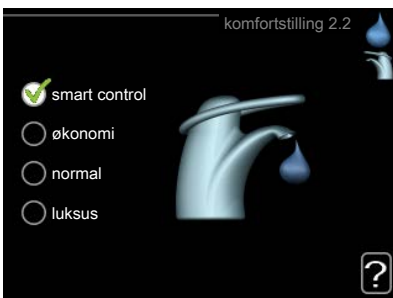 komfortstilling 2.2
smart control
økonomi
normal
luksus
?